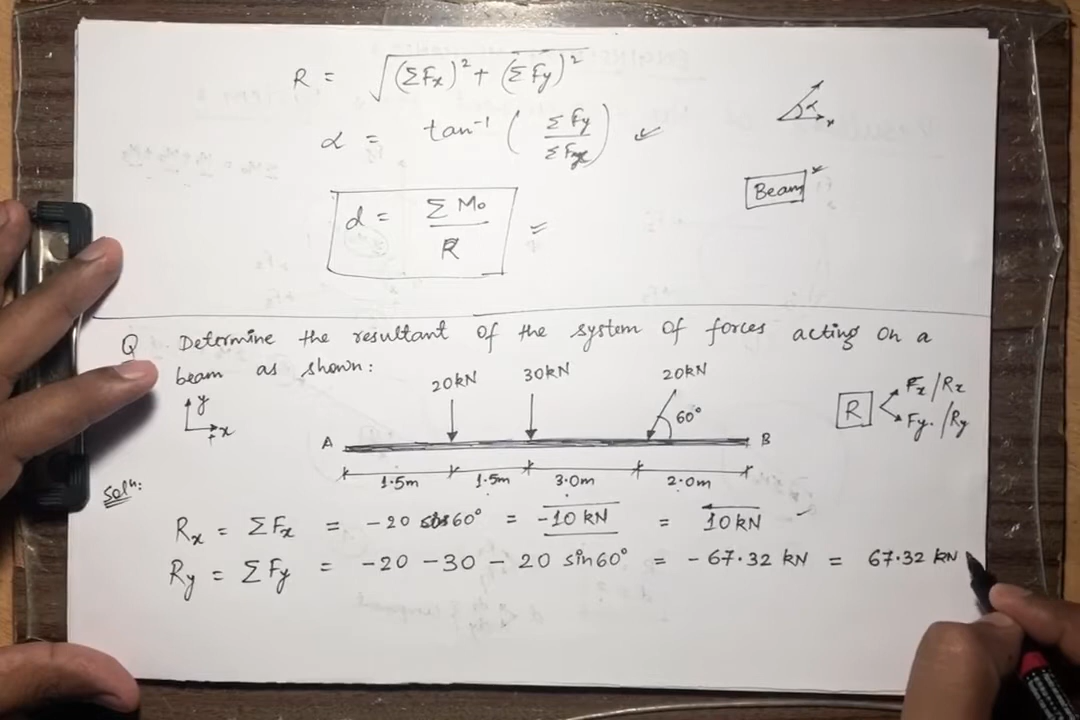 R = √((ΣFx)² + (ΣFy)²)
α = tan⁻¹ (ΣFy / ΣFx)
α
x
Beam
d = ΣM₀ / R =
Q Determine the resultant of the system of forces acting on a
beam as shown:
20kN 30kN 20kN
y
x
60°
R Fx/Rx
Fy./Ry
A B
1.5m 1.5m 3.0m 2.0m
Soln:
Rx = ΣFx = -20 cos60° = -10 kN = 10 kN
Ry = ΣFy = -20 -30 - 20 sin60° = - 67.32 kN = 67.32 kN